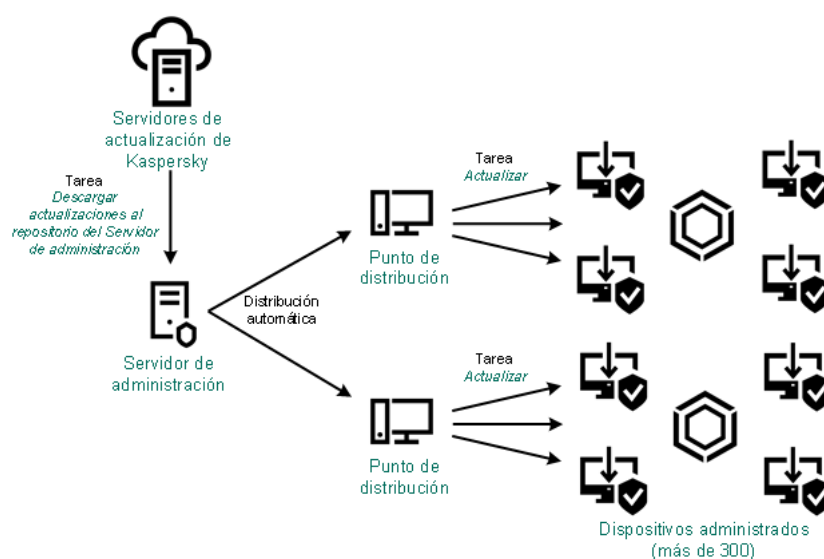 Servidores de
actualización de
Kaspersky
Tarea
Descargar
actualizaciones al
repositorio del Servidor
de administración
Servidor de
administración
Distribución
automática
Punto de
distribución
Tarea
Actualizar
Punto de
distribución
Tarea
Actualizar
Dispositivos administrados
(más de 300)